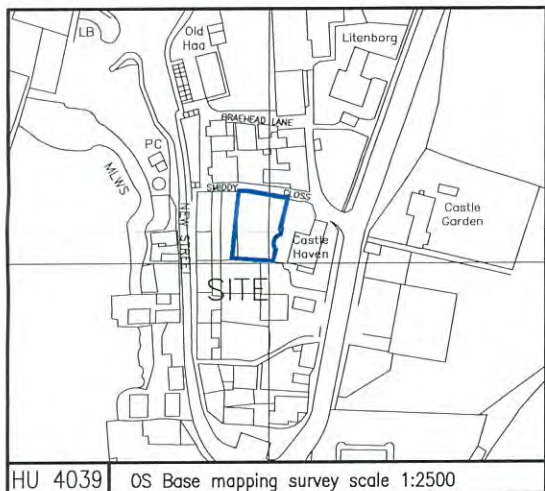 LB
Old
Haa
Litenborg
BRAEHEAD LANE
PC
MLWS
SMIDDY CLOSS
NEW STREET
Castle
Garden
Castle
Haven
SITE
HU 4039
OS Base mapping survey scale 1:2500